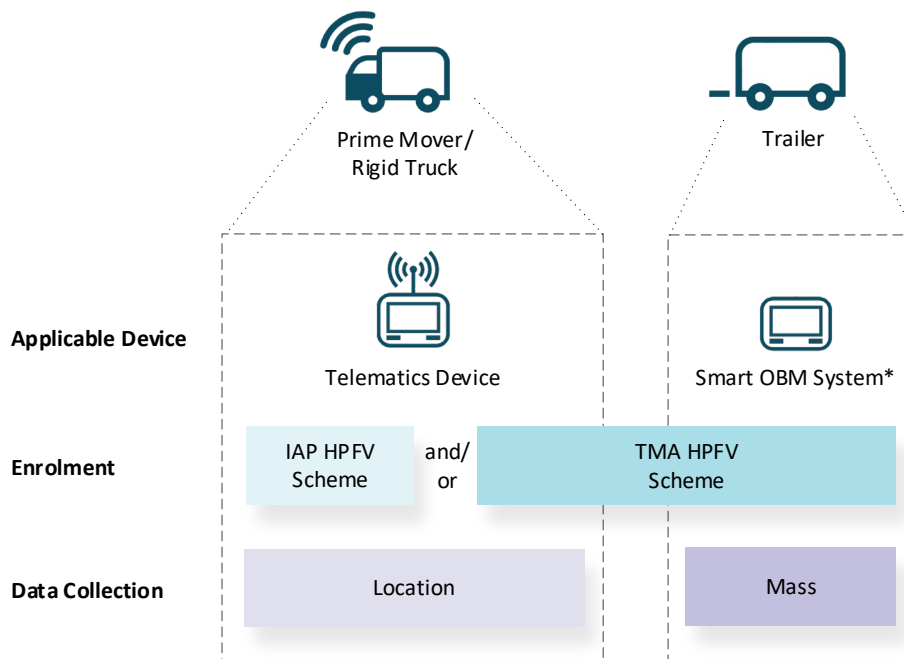 Prime Mover/
Rigid Truck
Trailer
Applicable Device
Telematics Device
Smart OBM System*
Enrolment
IAP HPFV
Scheme
and/
or
TMA HPFV
Scheme
Data Collection
Location
Mass